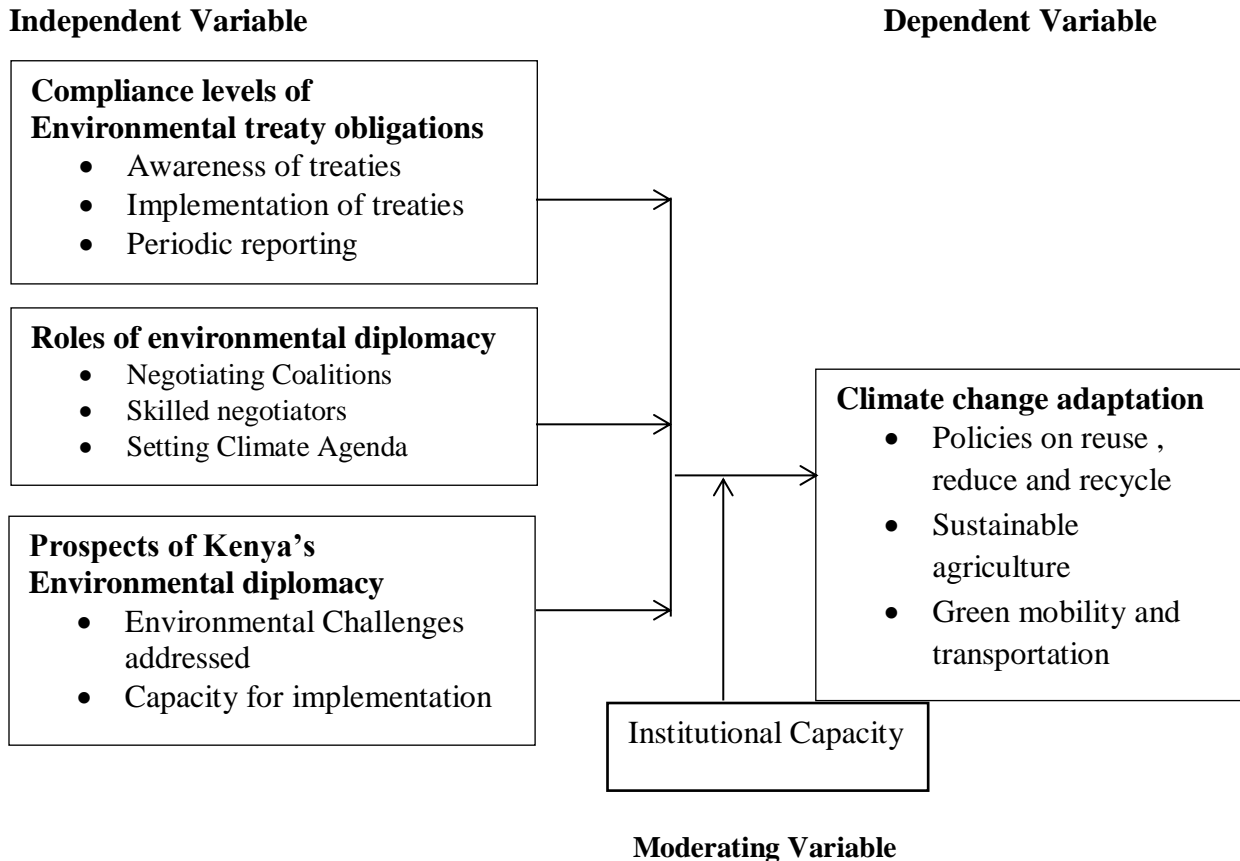 Independent Variable
Dependent Variable
Compliance levels of
Environmental treaty obligations
• Awareness of treaties
• Implementation of treaties
• Periodic reporting
Roles of environmental diplomacy
• Negotiating Coalitions
• Skilled negotiators
• Setting Climate Agenda
Prospects of Kenya’s
Environmental diplomacy
• Environmental Challenges
addressed
• Capacity for implementation
Climate change adaptation
• Policies on reuse ,
reduce and recycle
• Sustainable
agriculture
• Green mobility and
transportation
Institutional Capacity
Moderating Variable